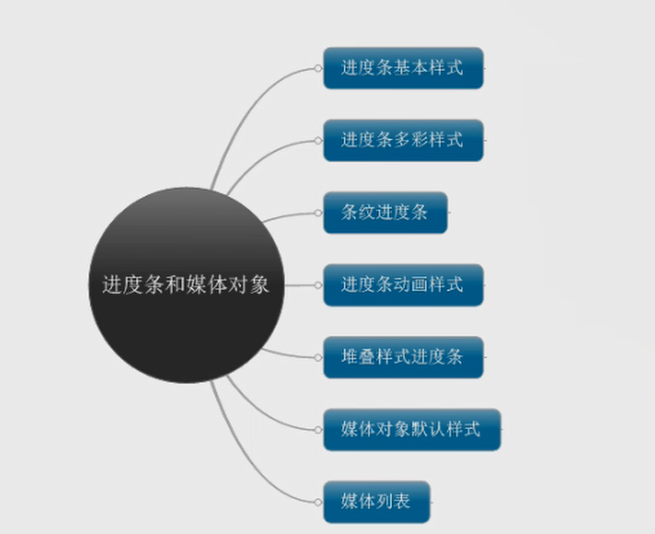 进度条基本样式
进度条多彩样式
条纹进度条
进度条和媒体对象
进度条动画样式
堆叠样式进度条
媒体对象默认样式
媒体列表